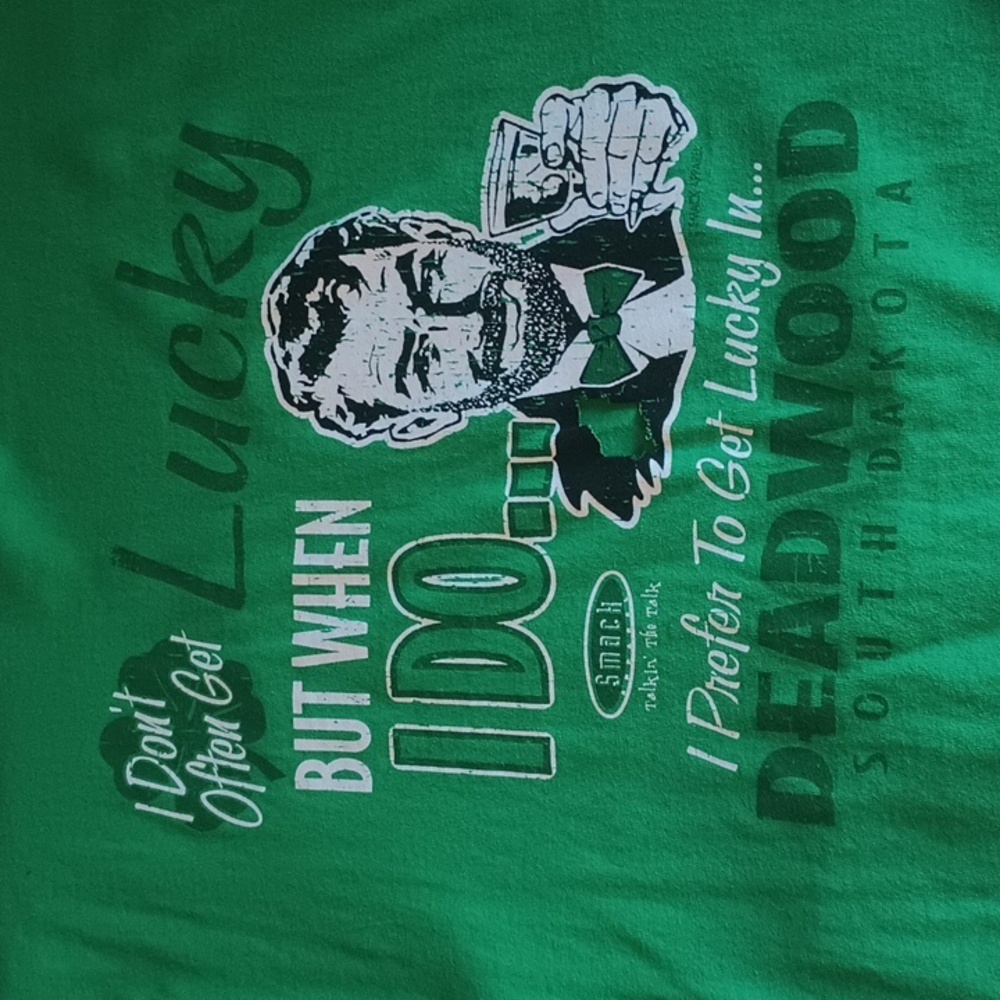 I Don't
Often Get
Lucky
BUT WHEN
I DO...
Smack
Talkin' The Talk
I Prefer To Get Lucky In...
DEADWOOD
SOUTH DAKOTA